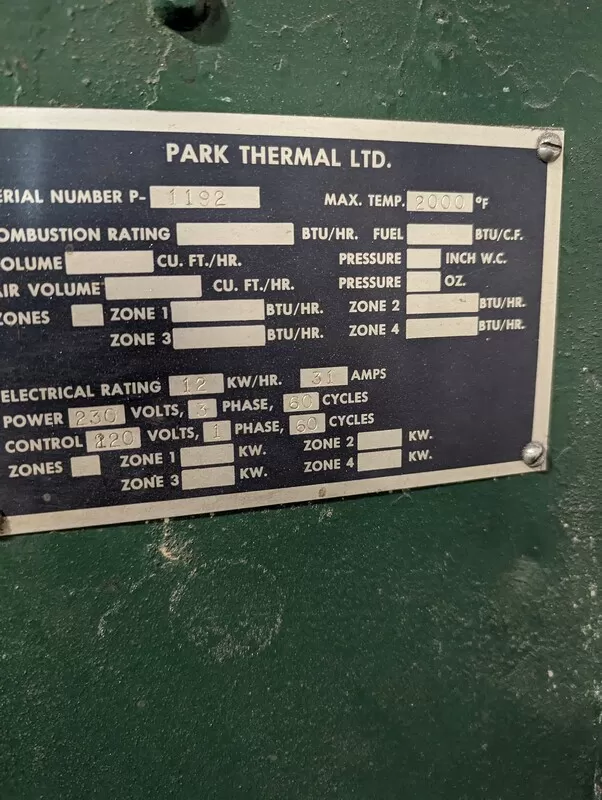 PARK THERMAL LTD.
ERIAL NUMBER P- 1192 MAX. TEMP. 2000 °F
OMBUSTION RATING BTU/HR. FUEL BTU/C.F.
OLUME CU. FT./HR. PRESSURE INCH W.C.
AIR VOLUME CU. FT./HR. PRESSURE OZ.
ZONES ZONE 1 BTU/HR. ZONE 2 BTU/HR.
ZONE 3 BTU/HR. ZONE 4 BTU/HR.
ELECTRICAL RATING 12 KW/HR. 31 AMPS
POWER 230 VOLTS, 3 PHASE, 60 CYCLES
CONTROL 120 VOLTS, 1 PHASE, 60 CYCLES
ZONES ZONE 1 KW. ZONE 2 KW.
ZONE 3 KW. ZONE 4 KW.